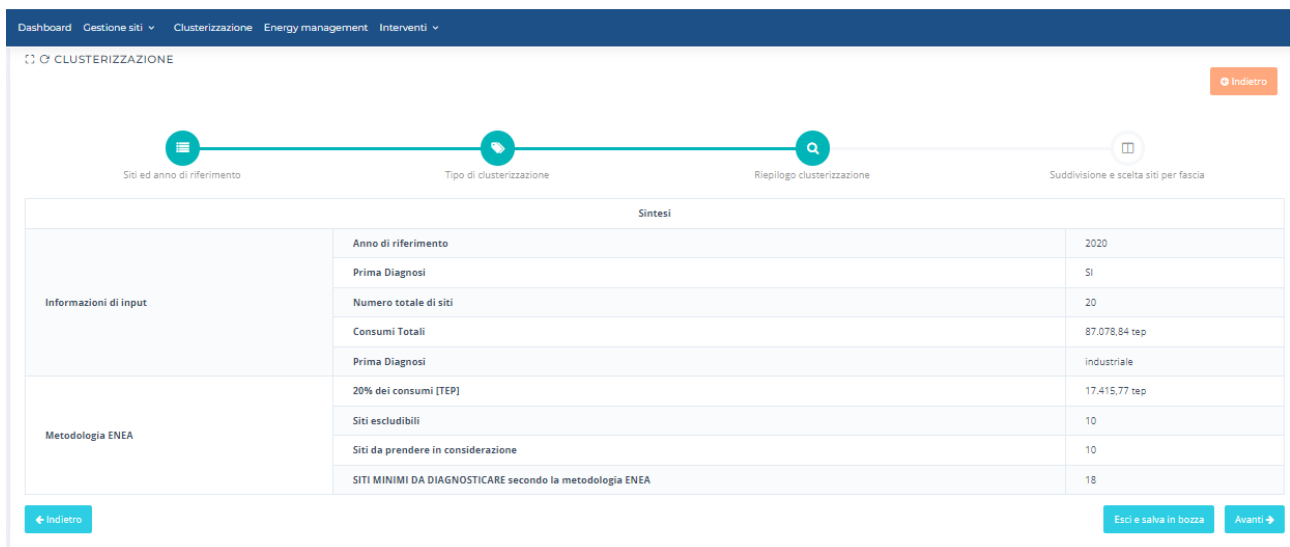 Dashboard Gestione siti Clusterizzazione Energy management Interventi
CLUSTERIZZAZIONE
Indietro
Siti ed anno di riferimento Tipo di clusterizzazione Riepilogo clusterizzazione Suddivisione e scelta siti per fascia
Sintesi
Informazioni di input
Anno di riferimento 2020
Prima Diagnosi SI
Numero totale di siti 20
Consumi Totali 87.078,84 tep
Prima Diagnosi industriale
Metodologia ENEA
20% dei consumi [TEP] 17.415,77 tep
Siti escludibili 10
Siti da prendere in considerazione 10
SITI MINIMI DA DIAGNOSTICARE secondo la metodologia ENEA 18
Indietro Esci e salva in bozza Avanti